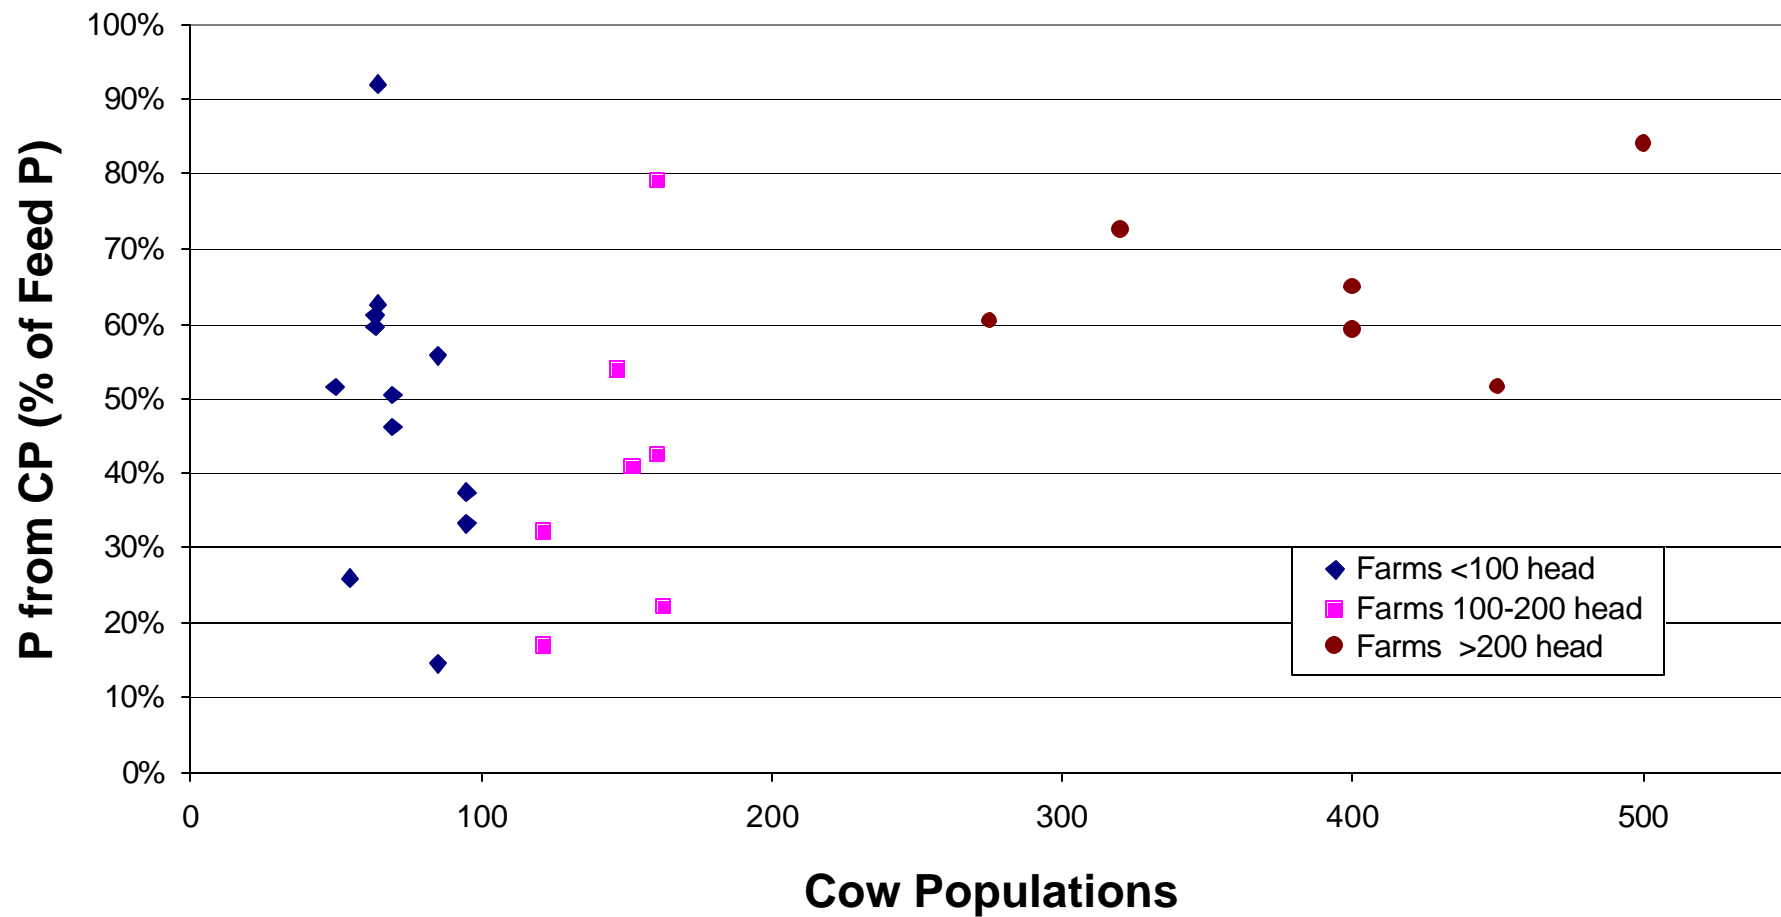 100%
90%
80%
70%
60%
50%
40%
30%
20%
10%
0%
P from CP (% of Feed P)
Farms <100 head
Farms 100-200 head
Farms >200 head
0 100 200 300 400 500
Cow Populations